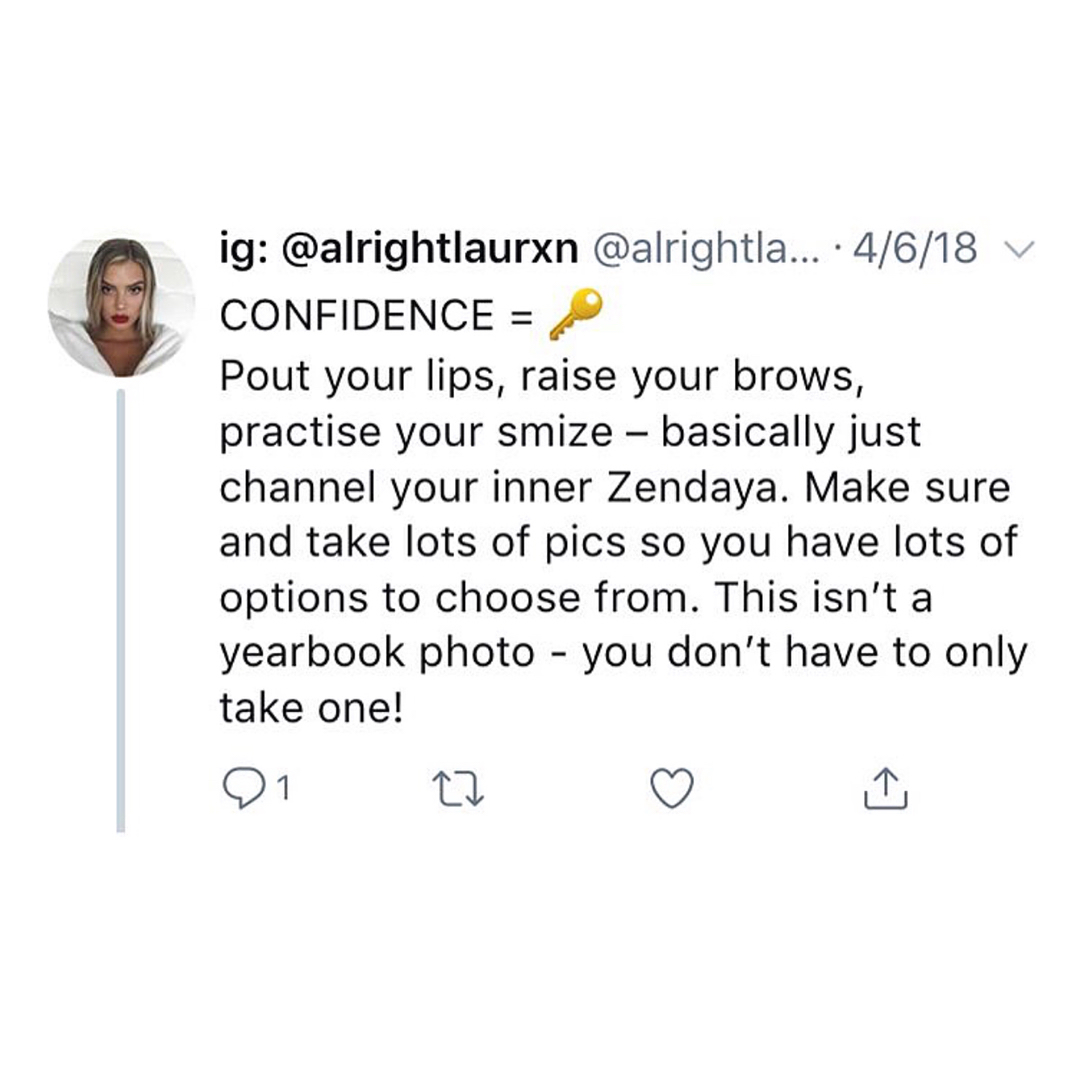 ig: @alrightlaurxn @alrightla... · 4/6/18
CONFIDENCE = 🔑
Pout your lips, raise your brows,
practise your smize – basically just
channel your inner Zendaya. Make sure
and take lots of pics so you have lots of
options to choose from. This isn’t a
yearbook photo - you don’t have to only
take one!
1